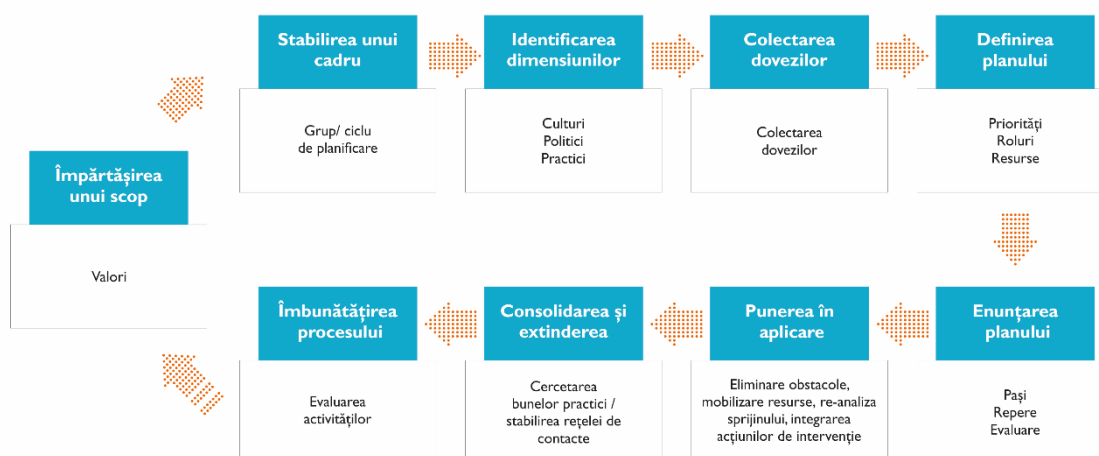 Împărtășirea
unui scop
Valori
Stabilirea unui
cadru
Grup/ ciclu
de planificare
Identificarea
dimensiunilor
Culturi
Politici
Practici
Colectarea
dovezilor
Colectarea
dovezilor
Definirea
planului
Priorități
Roluri
Resurse
Enunțarea
planului
Pași
Repere
Evaluare
Punerea în
aplicare
Eliminare obstacole,
mobilizare resurse, re-analiza
sprijinului, integrarea
acțiunilor de intervenție
Consolidarea și
extinderea
Cercetarea
bunelor practici /
stabilirea rețelei de
contacte
Îmbunătățirea
procesului
Evaluarea
activităților